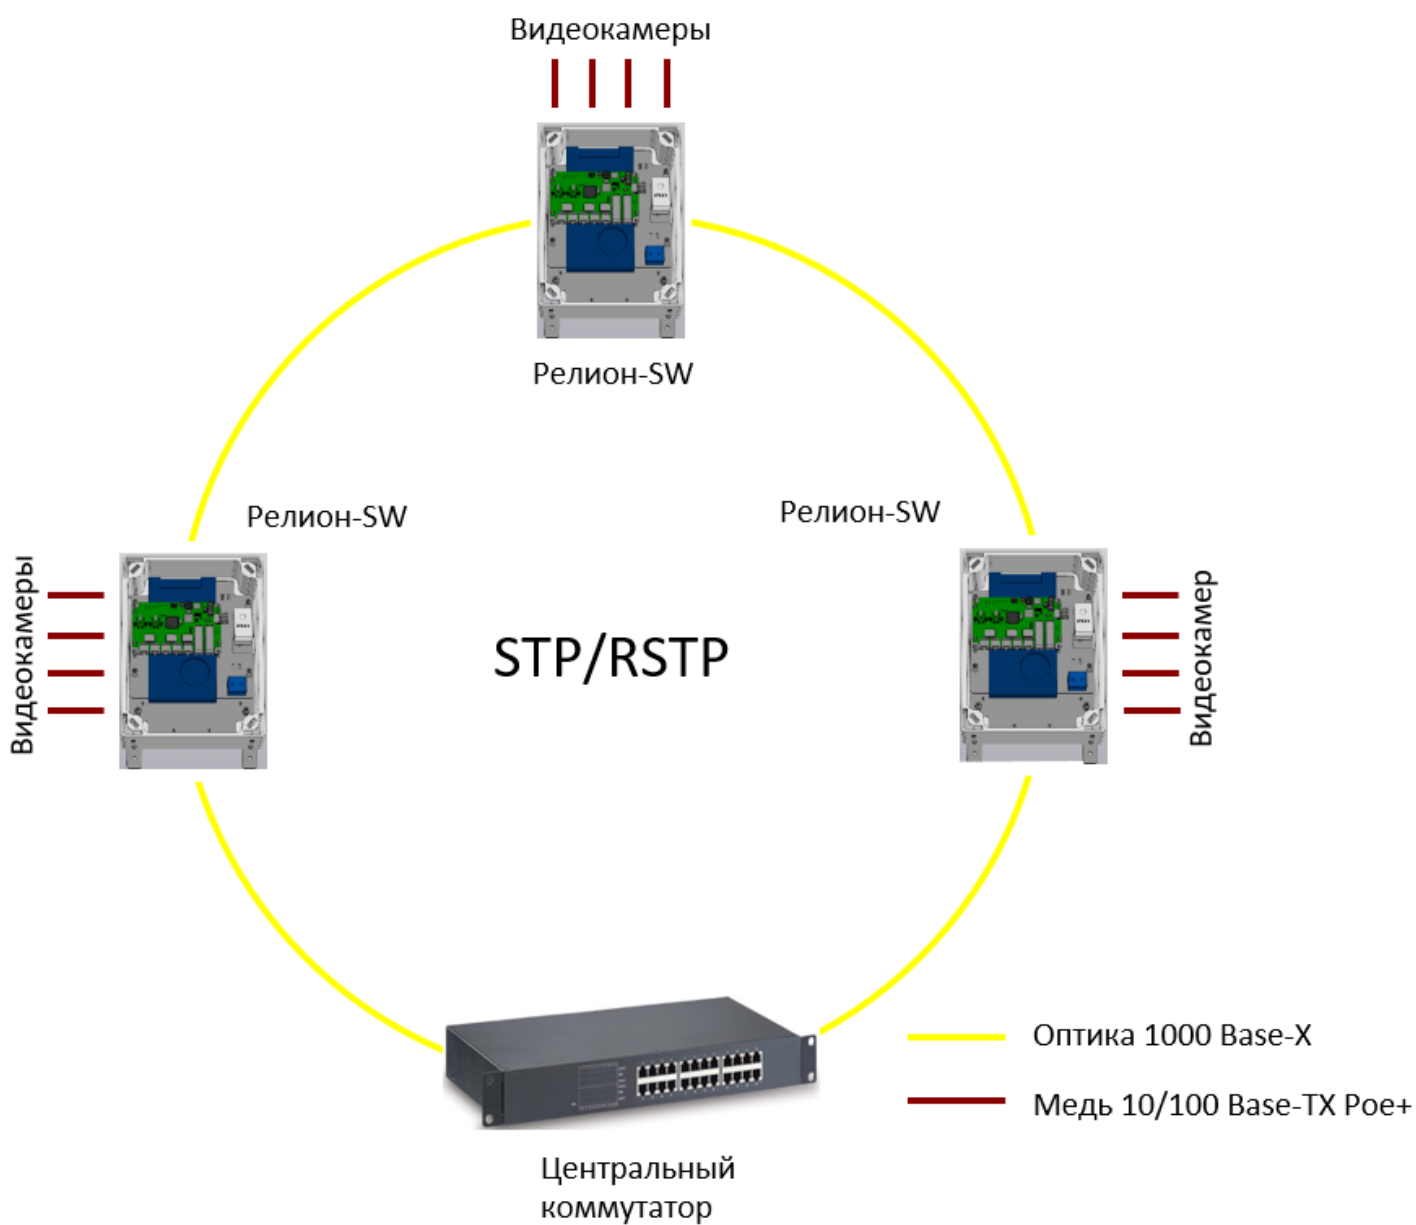 Видеокамеры
Релион-SW
Релион-SW
Релион-SW
Видеокамеры
STP/RSTP
Видеокамер
Оптика 1000 Base-X
Медь 10/100 Base-TX Poe+
Центральный
коммутатор